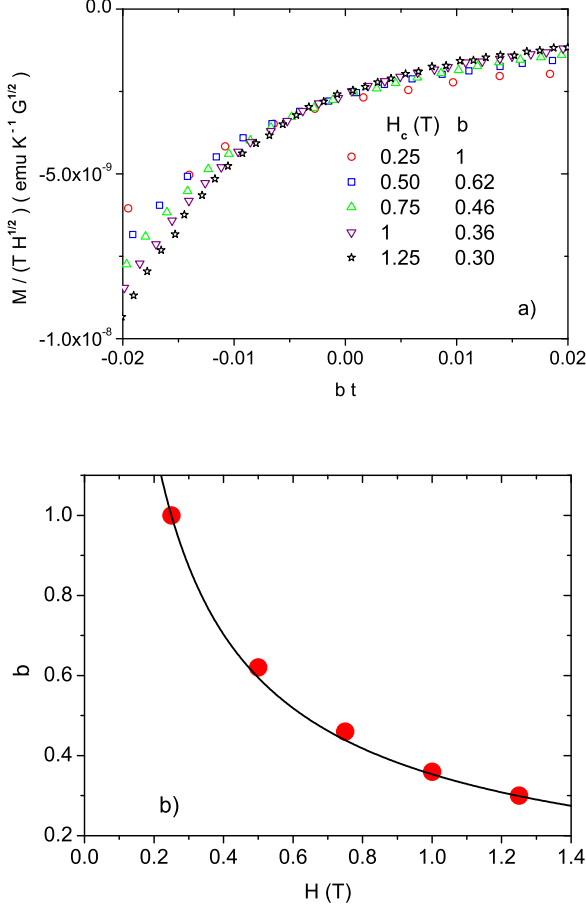 0.0
-5.0x10⁻⁹
-1.0x10⁻⁸
M / (T H^1/2) ( emu K⁻¹ G^1/2)
H_c (T) b
0.25 1
0.50 0.62
0.75 0.46
1 0.36
1.25 0.30
a)
-0.02 -0.01 0.00 0.01 0.02
b t
1.0
0.8
0.6
0.4
0.2
b
b)
0.0 0.2 0.4 0.6 0.8 1.0 1.2 1.4
H (T)